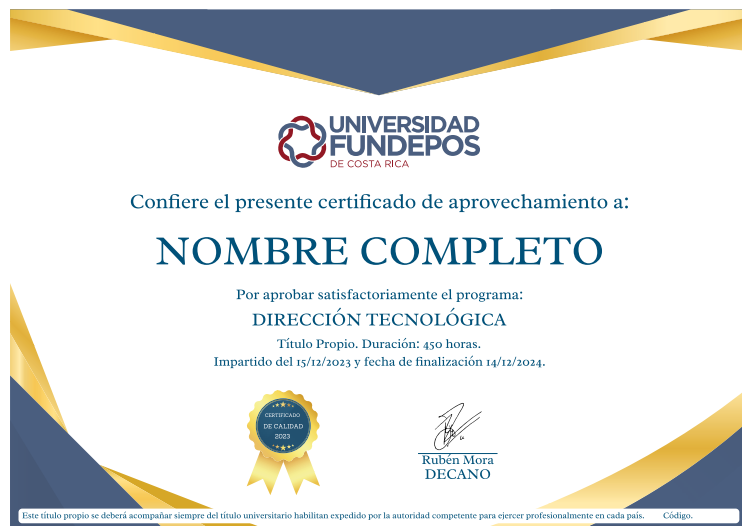 UNIVERSIDAD
FUNDEPOS
DE COSTA RICA
Confiere el presente certificado de aprovechamiento a:
NOMBRE COMPLETO
Por aprobar satisfactoriamente el programa:
DIRECCIÓN TECNOLÓGICA
Título Propio. Duración: 450 horas.
Impartido del 15/12/2023 y fecha de finalización 14/12/2024.
CERTIFICADO
DE CALIDAD
2023
Rubén Mora
DECANO
Este título propio se deberá acompañar siempre del título universitario habilitan expedido por la autoridad competente para ejercer profesionalmente en cada país. Código.